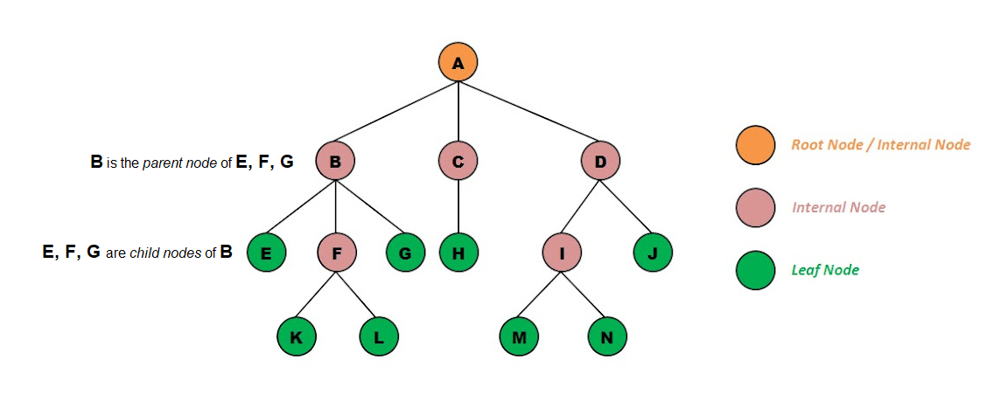 A
B is the parent node of E, F, G
B
C
D
Root Node / Internal Node
Internal Node
E, F, G are child nodes of B
E
F
G
H
I
J
Leaf Node
K
L
M
N